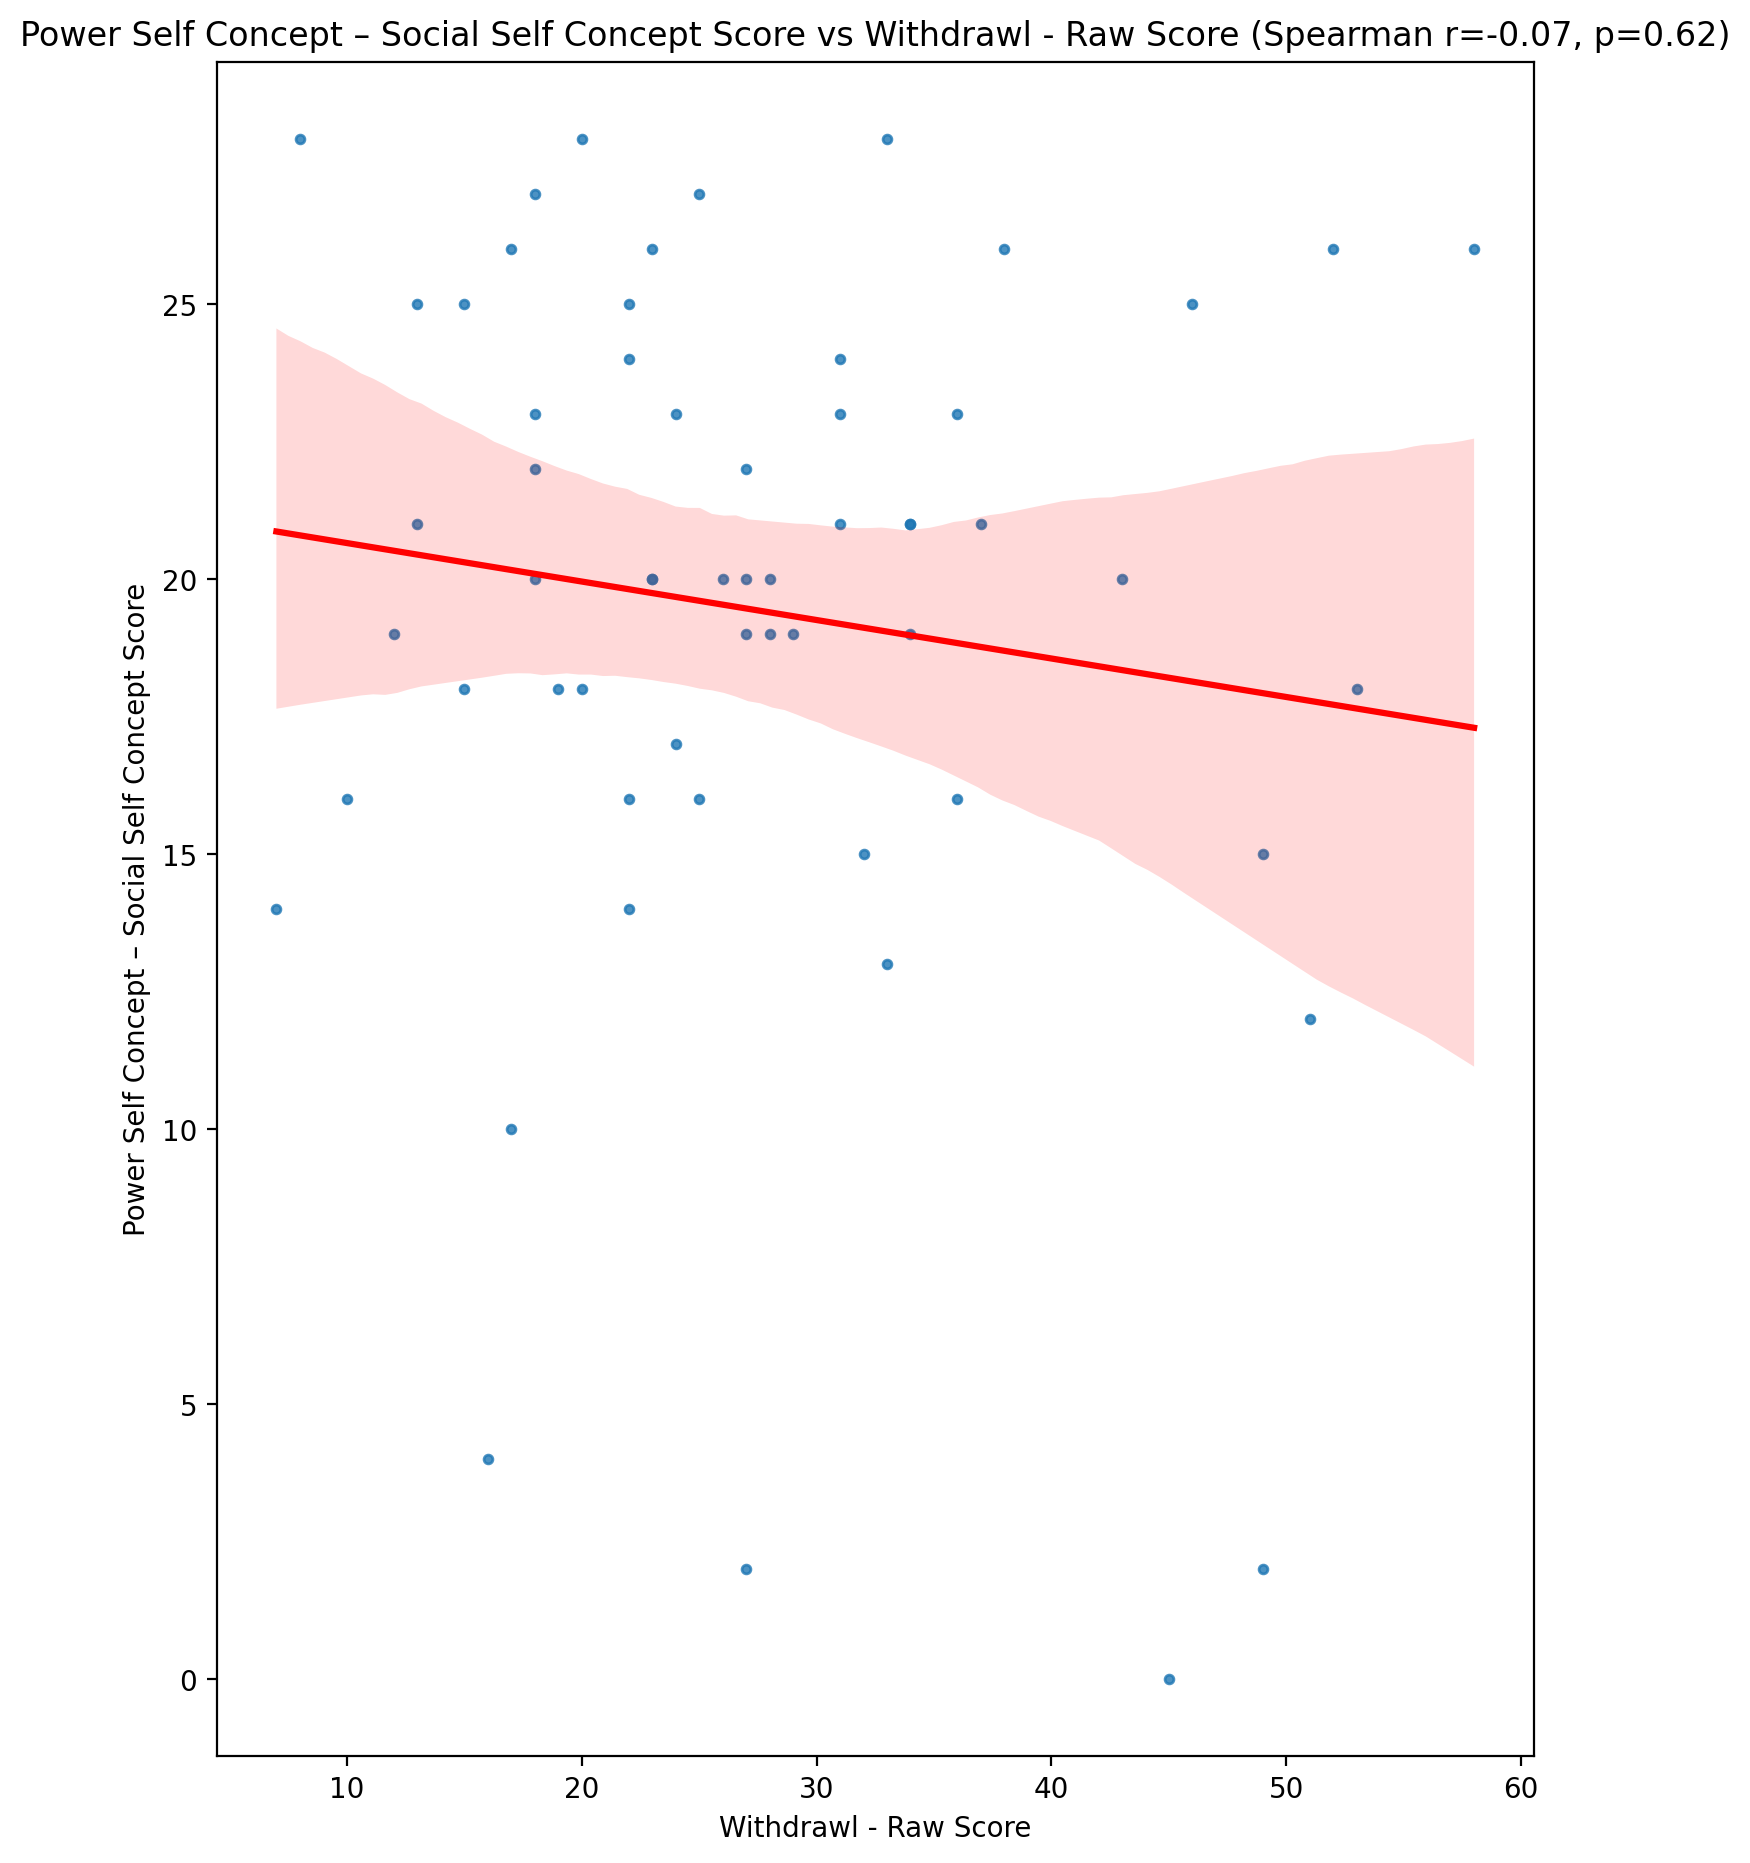 Power Self Concept – Social Self Concept Score vs Withdrawl - Raw Score (Spearman r=-0.07, p=0.62)
Power Self Concept – Social Self Concept Score
25
20
15
10
5
0
10 20 30 40 50 60
Withdrawl - Raw Score